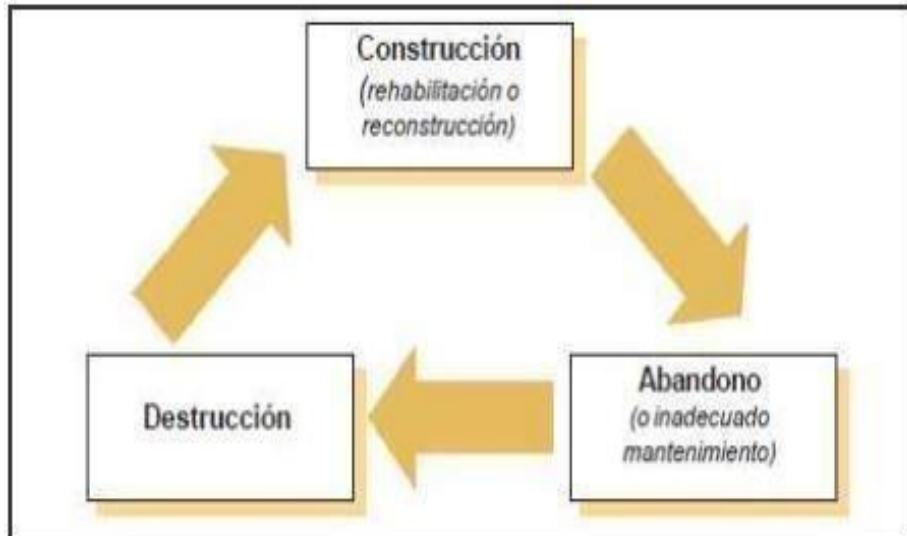 Construcción
(rehabilitación o
reconstrucción)
Abandono
(o inadecuado
mantenimiento)
Destrucción